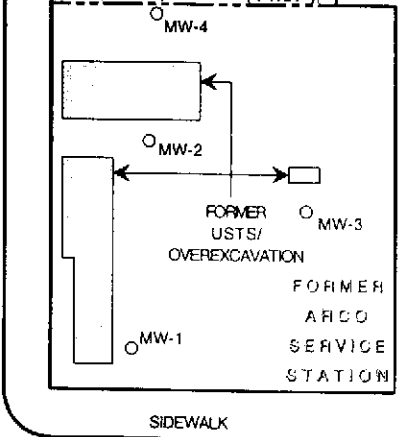 MW-4
MW-2
FORMER
USTS/
OVEREXCAVATION
MW-3
FORMER
ARCO
SERVICE
STATION
MW-1
SIDEWALK